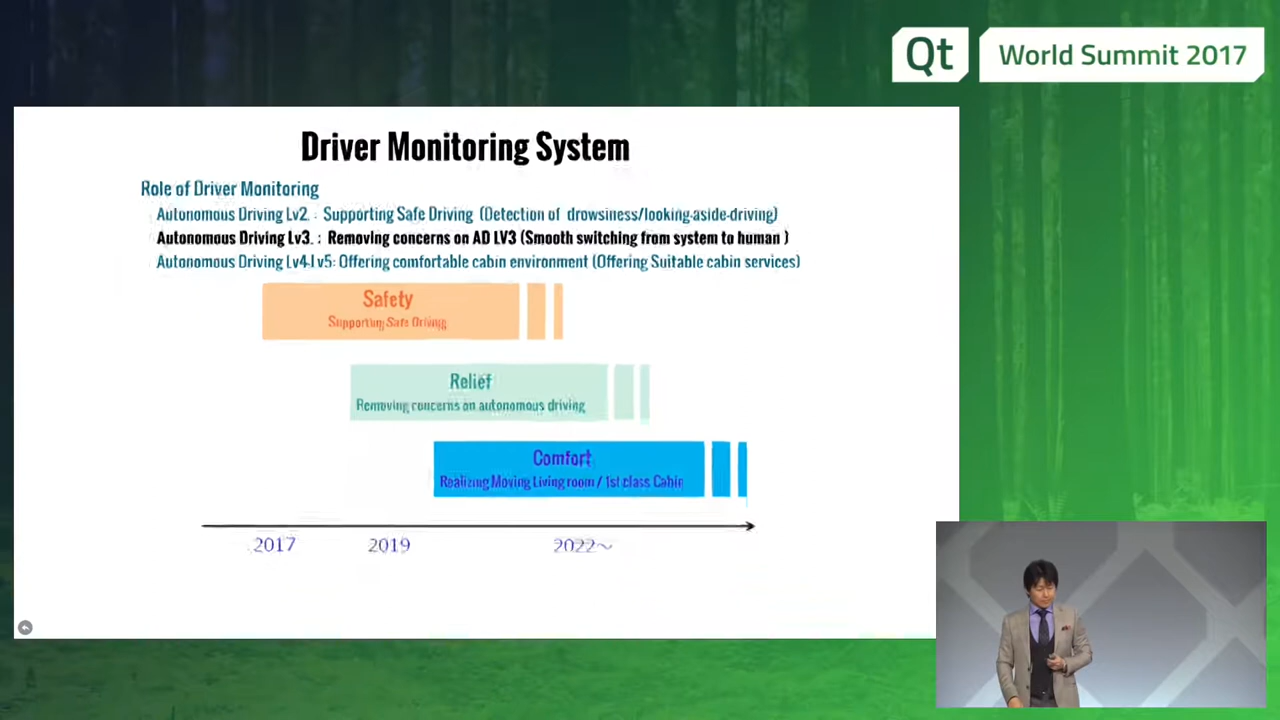 Qt World Summit 2017
Driver Monitoring System
Role of Driver Monitoring
Autonomous Driving Lv2. : Supporting Safe Driving (Detection of drowsiness/looking-aside-driving)
Autonomous Driving Lv3. : Removing concerns on AD LV3 (Smooth switching from system to human )
Autonomous Driving Lv4-Lv5: Offering comfortable cabin environment (Offering Suitable cabin services)
Safety
Supporting Safe Driving
Relief
Removing concerns on autonomous driving
Comfort
Realizing Moving Living room / 1st class Cabin
2017 2019 2022～